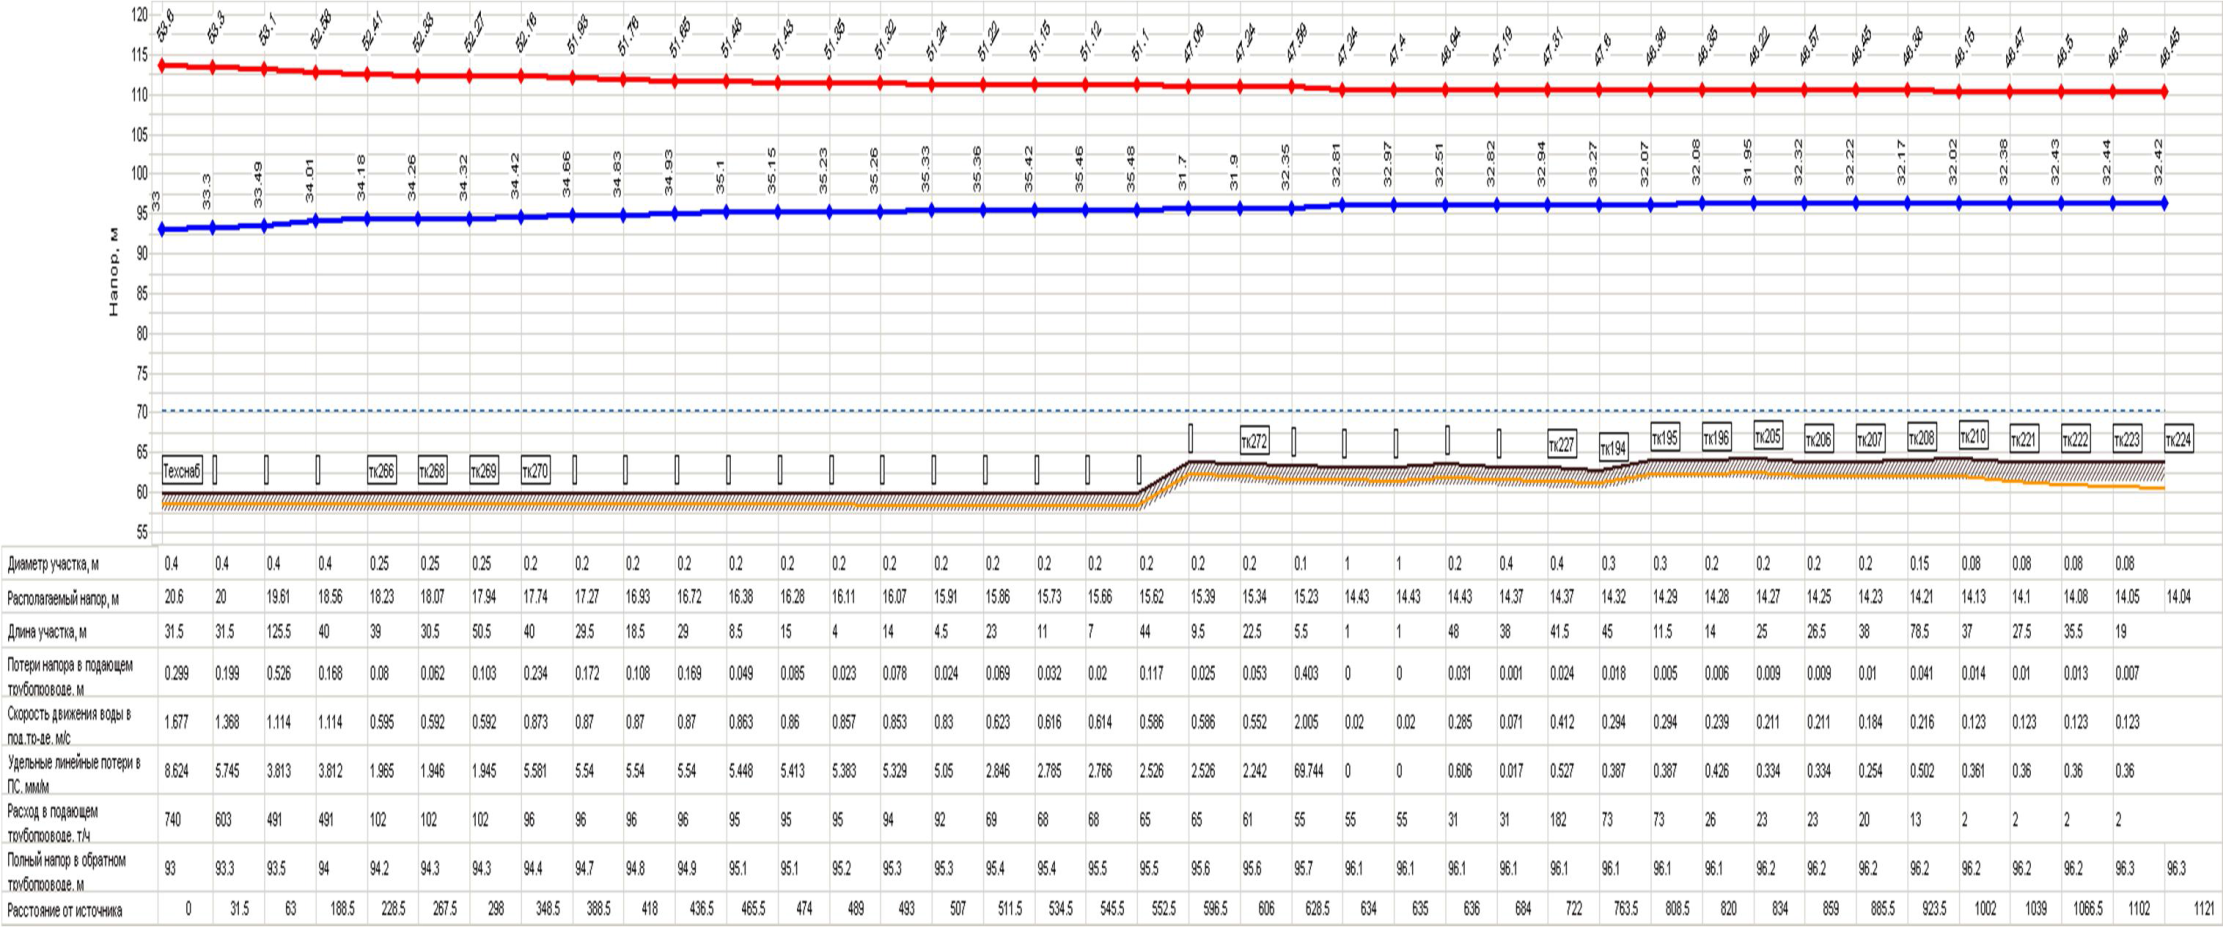 120
115
110
105
100
95
90
85
80
75
70
65
60
55
Напор, м
53.6 53.3 53.1 52.58 52.41 52.33 52.27 52.16 51.93 51.76 51.65 51.48 51.43 51.35 51.32 51.24 51.22 51.15 51.12 51.1 47.09 47.24 47.59 47.24 47.4 46.94 47.19 47.31 47.6 46.36 46.35 46.22 46.57 46.45 46.38 46.15 46.47 46.5 46.49 46.45
33 33.3 33.49 34.01 34.18 34.26 34.32 34.42 34.66 34.83 34.93 35.1 35.15 35.23 35.26 35.33 35.36 35.42 35.46 35.48 31.7 31.9 32.35 32.81 32.97 32.51 32.82 32.94 33.27 32.07 32.08 31.95 32.32 32.22 32.17 32.02 32.38 32.43 32.44 32.42
Техснаб тк266 тк268 тк269 тк270 тк272 тк227 тк194 тк195 тк196 тк205 тк206 тк207 тк208 тк210 тк221 тк222 тк223 тк224
Диаметр участка, м 0.4 0.4 0.4 0.4 0.25 0.25 0.25 0.2 0.2 0.2 0.2 0.2 0.2 0.2 0.2 0.2 0.2 0.2 0.2 0.2 0.2 0.2 0.1 1 1 0.2 0.4 0.4 0.3 0.3 0.2 0.2 0.2 0.2 0.15 0.08 0.08 0.08 0.08
Располагаемый напор, м 20.6 20 19.61 18.56 18.23 18.07 17.94 17.74 17.27 16.93 16.72 16.38 16.28 16.11 16.07 15.91 15.86 15.73 15.66 15.62 15.39 15.34 15.23 14.43 14.43 14.43 14.37 14.37 14.32 14.29 14.28 14.27 14.25 14.23 14.21 14.13 14.1 14.08 14.05 14.04
Длина участка, м 31.5 31.5 125.5 40 39 30.5 50.5 40 29.5 18.5 29 8.5 15 4 14 4.5 23 11 7 44 9.5 22.5 5.5 1 1 48 38 41.5 45 11.5 14 25 26.5 38 78.5 37 27.5 35.5 19
Потери напора в подающем
трубопроводе, м 0.299 0.199 0.526 0.168 0.08 0.062 0.103 0.234 0.172 0.108 0.169 0.049 0.085 0.023 0.078 0.024 0.069 0.032 0.02 0.117 0.025 0.053 0.403 0 0 0.031 0.001 0.024 0.018 0.005 0.006 0.009 0.009 0.01 0.041 0.014 0.01 0.013 0.007
Скорость движения воды в
под.тр-де, м/с 1.677 1.368 1.114 1.114 0.595 0.592 0.592 0.873 0.87 0.87 0.87 0.863 0.86 0.857 0.853 0.83 0.623 0.616 0.614 0.586 0.586 0.552 2.005 0.02 0.02 0.285 0.071 0.412 0.294 0.294 0.239 0.211 0.211 0.184 0.216 0.123 0.123 0.123 0.123
Удельные линейные потери в
ПС, мм/м 8.624 5.745 3.813 3.812 1.965 1.946 1.945 5.581 5.54 5.54 5.54 5.448 5.413 5.383 5.329 5.05 2.846 2.785 2.766 2.526 2.526 2.242 69.744 0 0 0.606 0.017 0.527 0.387 0.387 0.426 0.334 0.334 0.254 0.502 0.361 0.36 0.36 0.36
Расход в подающем
трубопроводе, т/ч 740 603 491 491 102 102 102 96 96 96 96 95 95 95 94 92 69 68 68 65 65 61 55 55 55 31 31 182 73 73 26 23 23 20 13 2 2 2 2
Полный напор в обратном
трубопроводе, м 93 93.3 93.5 94 94.2 94.3 94.3 94.4 94.7 94.8 94.9 95.1 95.1 95.2 95.3 95.3 95.4 95.4 95.5 95.5 95.6 95.6 95.7 96.1 96.1 96.1 96.1 96.1 96.1 96.1 96.1 96.2 96.2 96.2 96.2 96.2 96.2 96.2 96.3 96.3
Расстояние от источника 0 31.5 63 188.5 228.5 267.5 298 348.5 388.5 418 436.5 465.5 474 489 493 507 511.5 534.5 545.5 552.5 596.5 606 628.5 634 635 636 684 722 763.5 808.5 820 834 859 885.5 923.5 1002 1039 1066.5 1102 1121